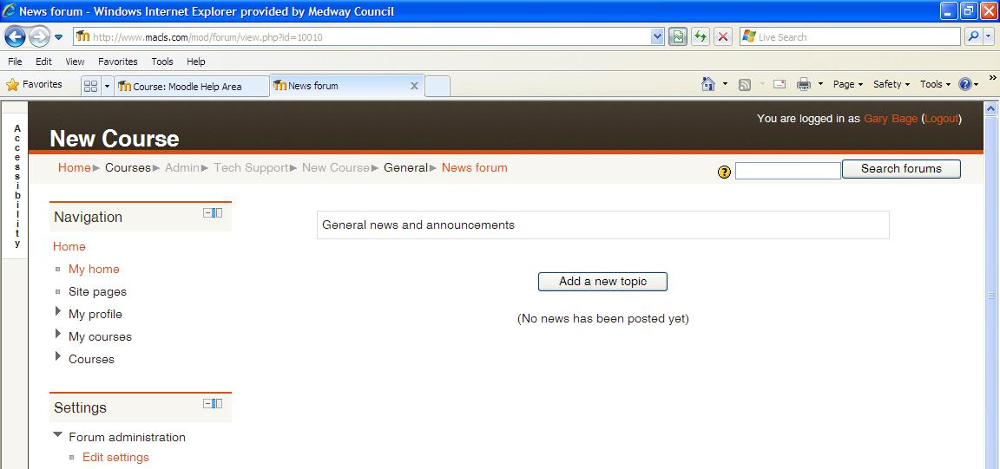 News forum - Windows Internet Explorer provided by Medway Council
http://www.macls.com/mod/forum/view.php?id=10010
Live Search
File Edit View Favorites Tools Help
Favorites
Course: Moodle Help Area
News forum
Page Safety Tools
Accessibility
You are logged in as Gary Bage (Logout)
New Course
Home Courses Admin Tech Support New Course General News forum
? Search forums
Navigation
General news and announcements
Home
My home
Add a new topic
Site pages
My profile
(No news has been posted yet)
My courses
Courses
Settings
Forum administration
Edit settings